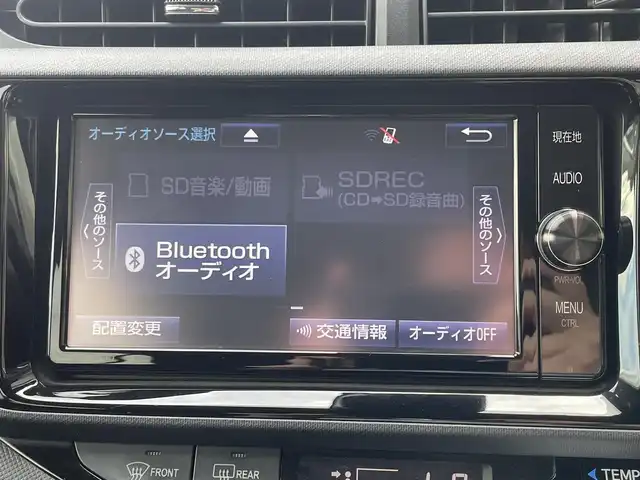 オーディオソース選択
現在地
SD音楽/動画
SDREC
(CD➡SD録音曲)
AUDIO
その他のソース
その他のソース
Bluetooth
オーディオ
PWR-VOL
MENU
CTRL
配置変更
交通情報
オーディオOFF
FRONT
REAR
TEMP